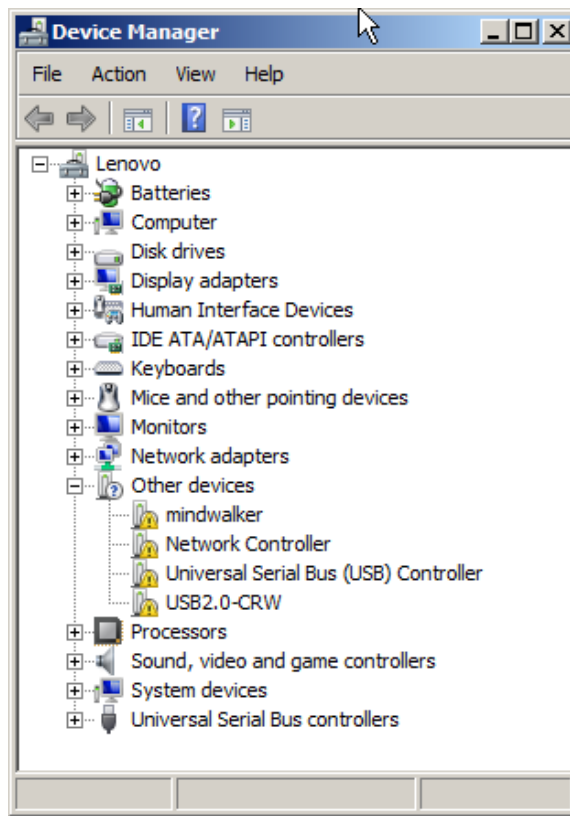 Device Manager
File Action View Help
Lenovo
Batteries
Computer
Disk drives
Display adapters
Human Interface Devices
IDE ATA/ATAPI controllers
Keyboards
Mice and other pointing devices
Monitors
Network adapters
Other devices
mindwalker
Network Controller
Universal Serial Bus (USB) Controller
USB2.0-CRW
Processors
Sound, video and game controllers
System devices
Universal Serial Bus controllers